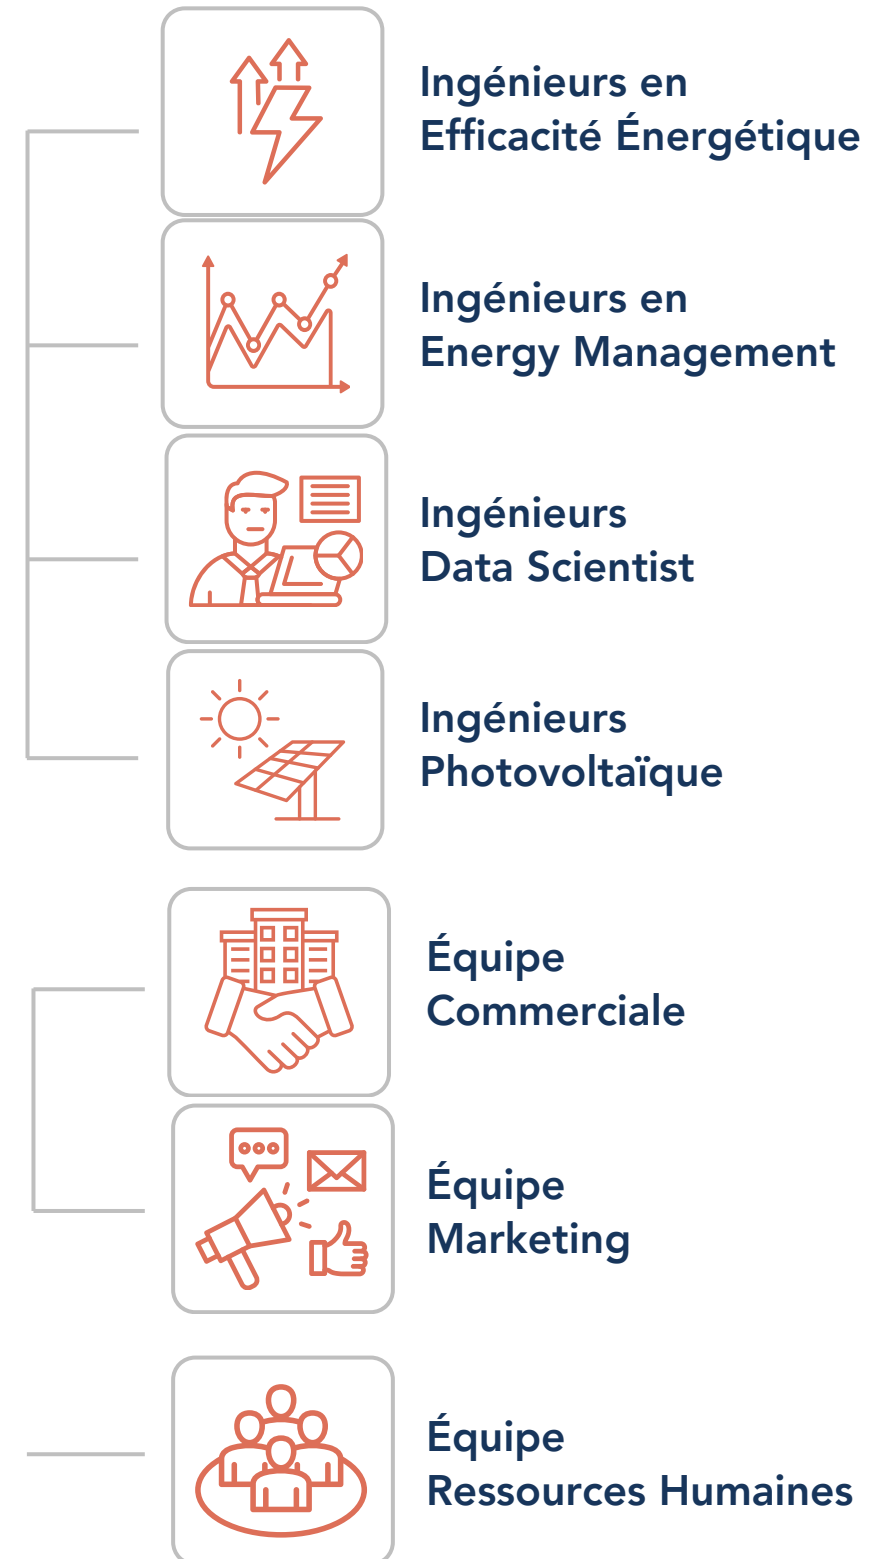 Ingénieurs en
Efficacité Énergétique
Ingénieurs en
Energy Management
Ingénieurs
Data Scientist
Ingénieurs
Photovoltaïque
Équipe
Commerciale
Équipe
Marketing
Équipe
Ressources Humaines